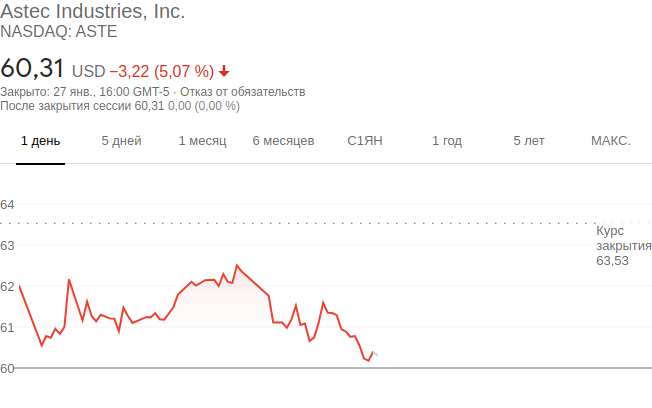 Astec Industries, Inc.
NASDAQ: ASTE
60,31 USD −3,22 (5,07 %)
Закрыто: 27 янв., 16:00 GMT-5 · Отказ от обязательств
После закрытия сессии 60,31 0,00 (0,00 %)
1 день 5 дней 1 месяц 6 месяцев С1ЯН 1 год 5 лет МАКС.
64
Курс
закрытия
63,53
63
62
61
60